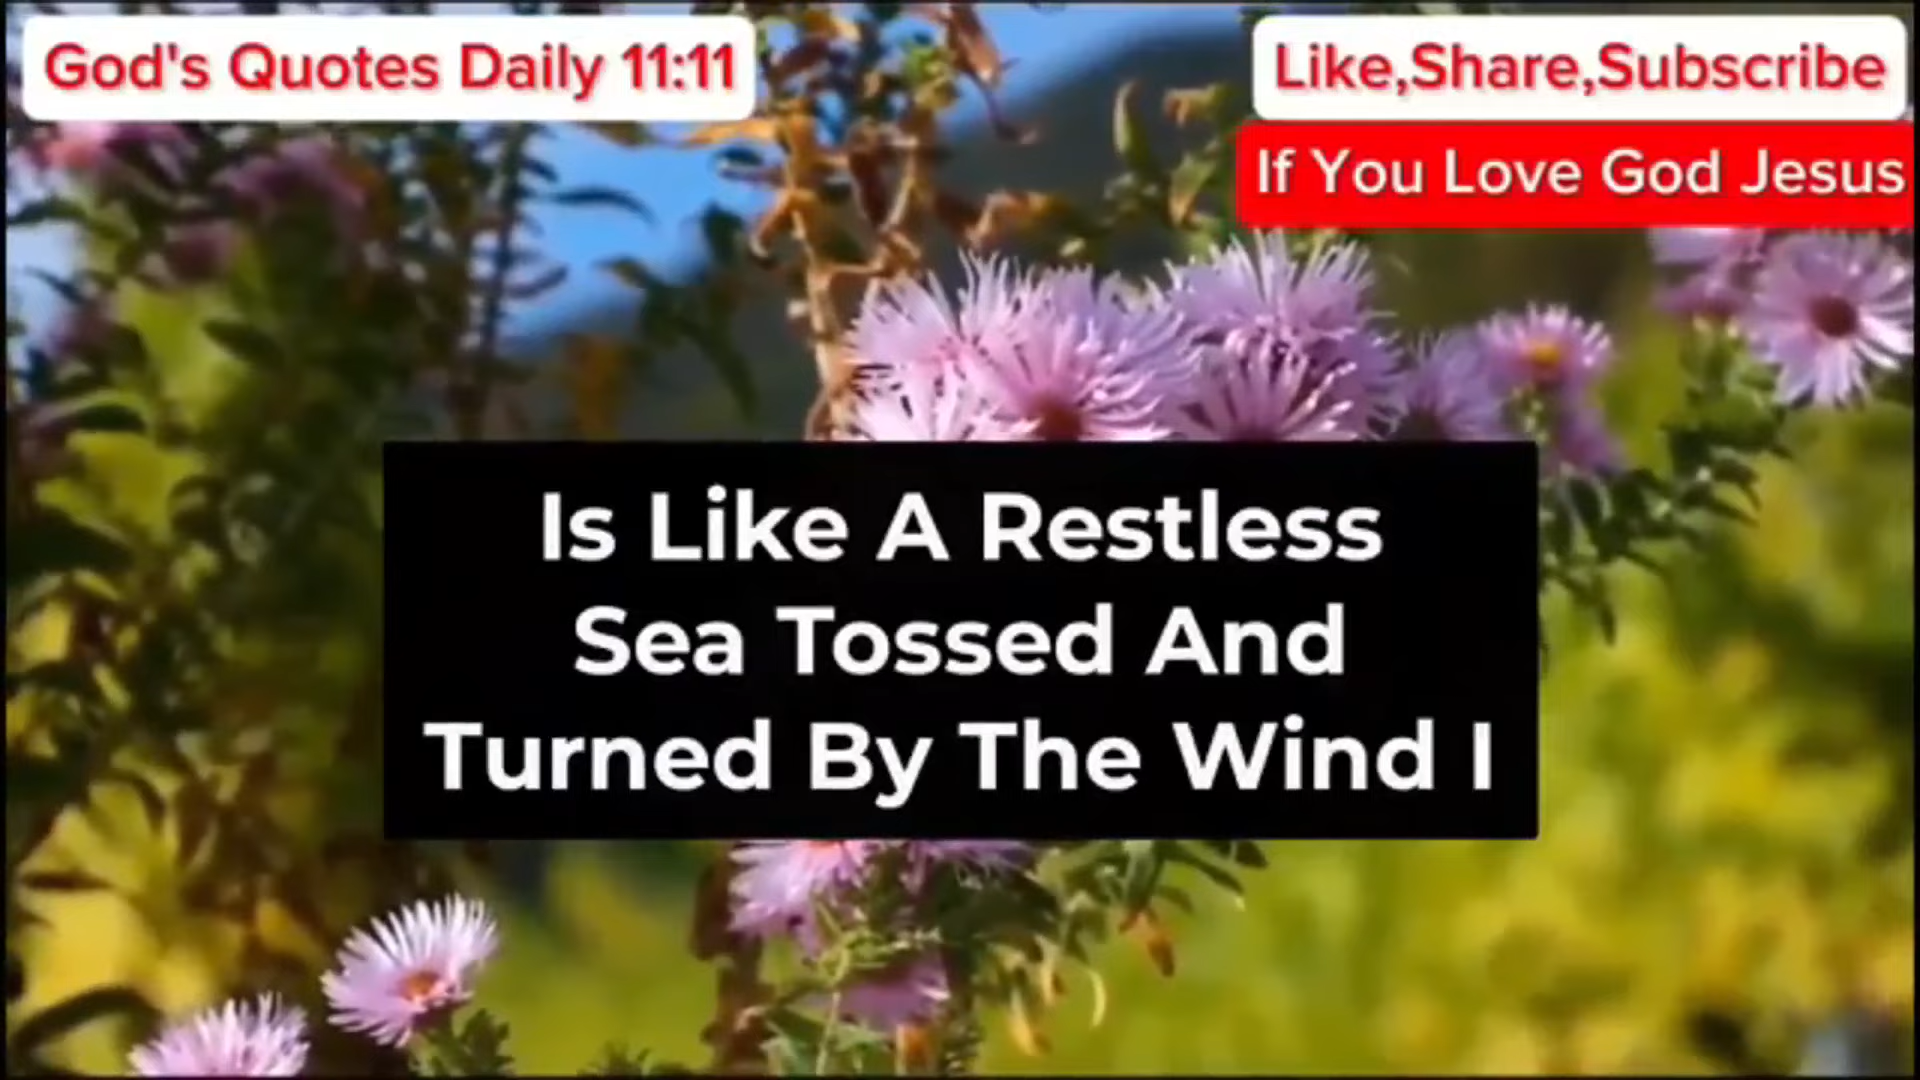 God's Quotes Daily 11:11
Like,Share,Subscribe
If You Love God Jesus
Is Like A Restless
Sea Tossed And
Turned By The Wind I